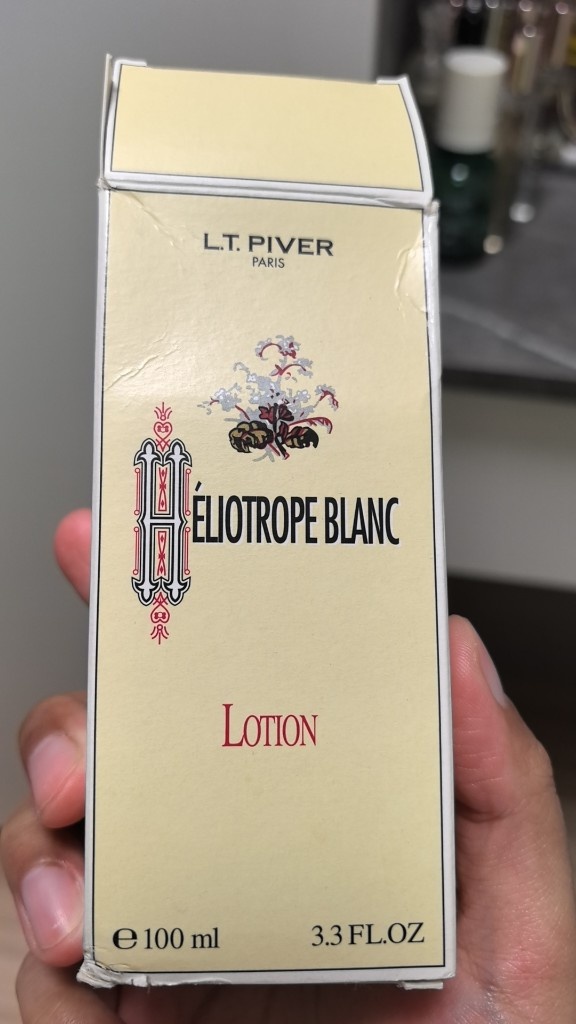 L.T. PIVER
PARIS
HÉLIOTROPE BLANC
LOTION
℮ 100 ml 3.3 FL.OZ